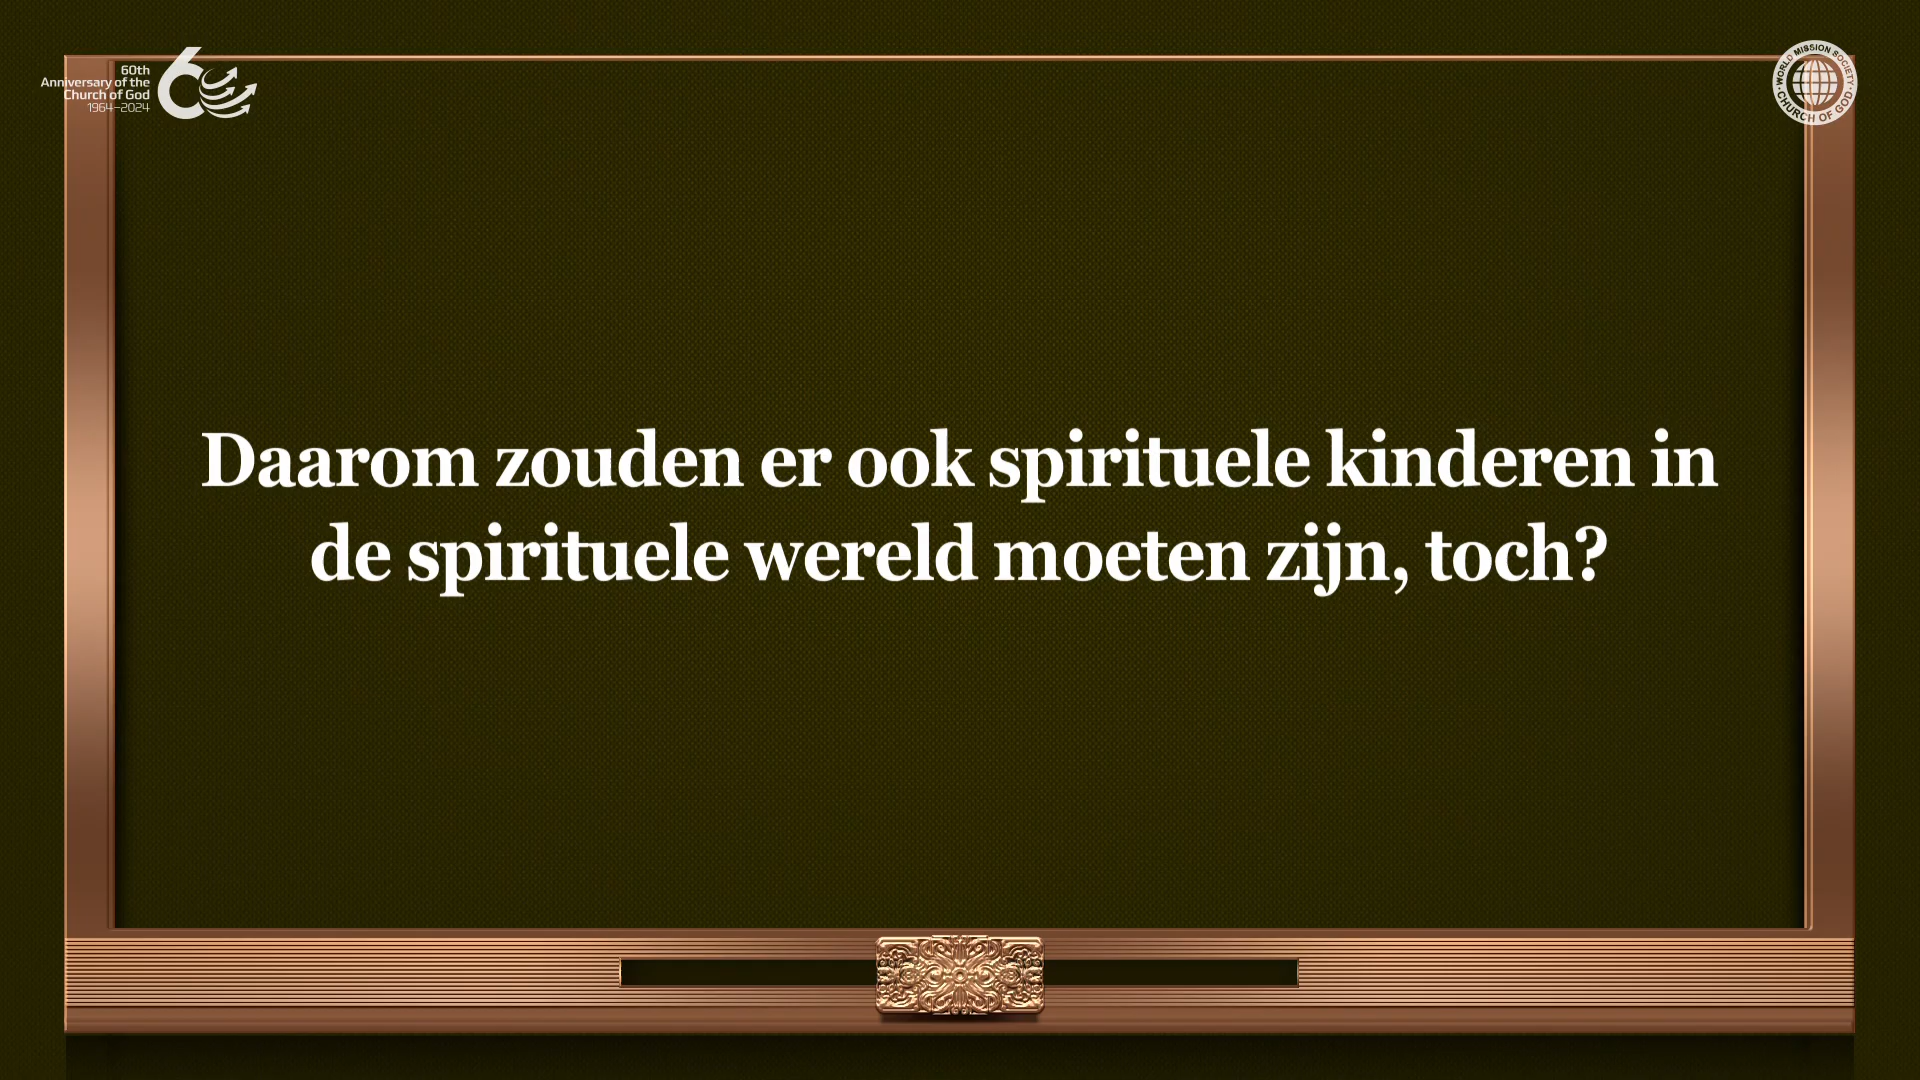 60th
Anniversary of the
Church of God
1964–2024
WORLD MISSION SOCIETY
CHURCH OF GOD
Daarom zouden er ook spirituele kinderen in
de spirituele wereld moeten zijn, toch?